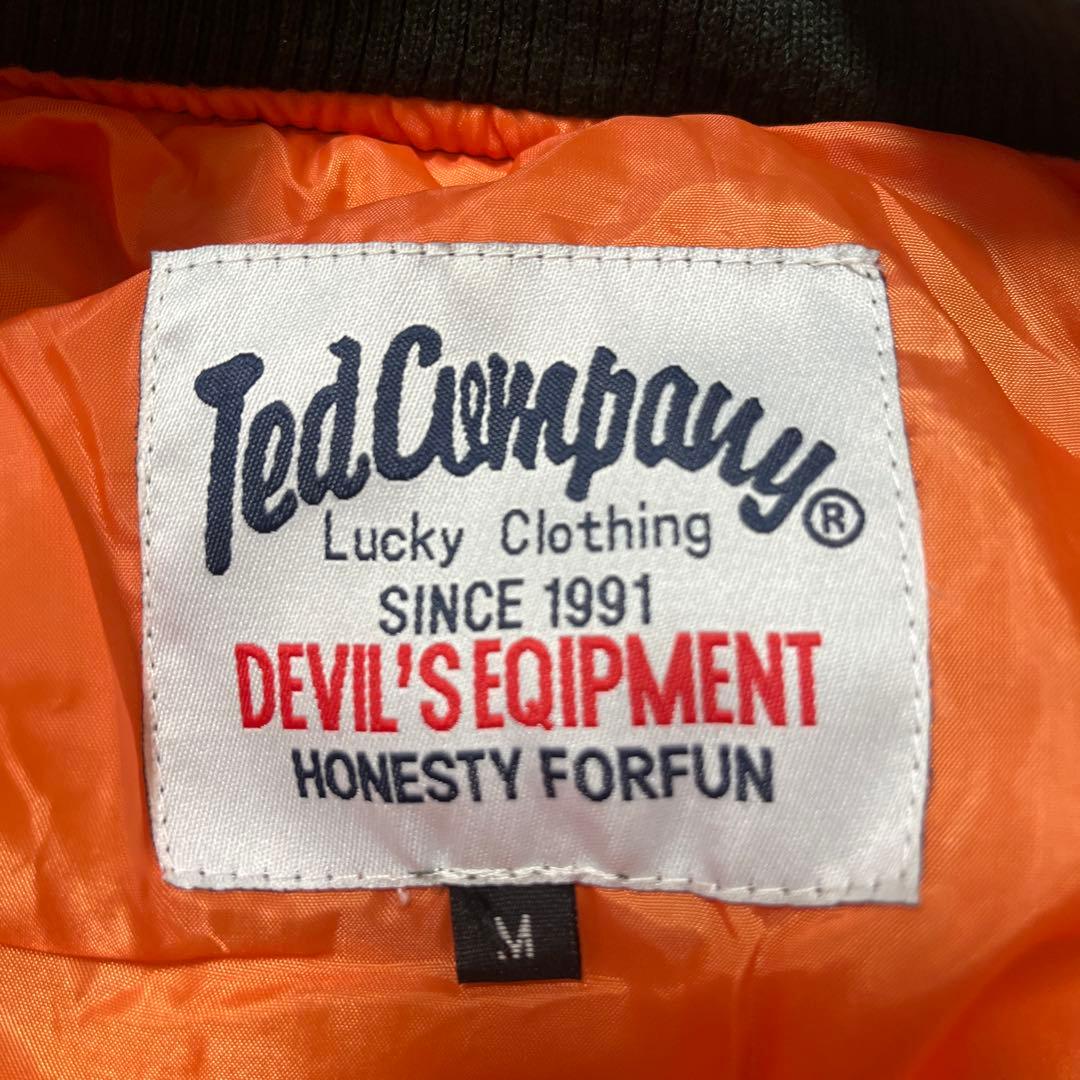 TedCompany®
Lucky Clothing
SINCE 1991
DEVIL'S EQIPMENT
HONESTY FORFUN
M